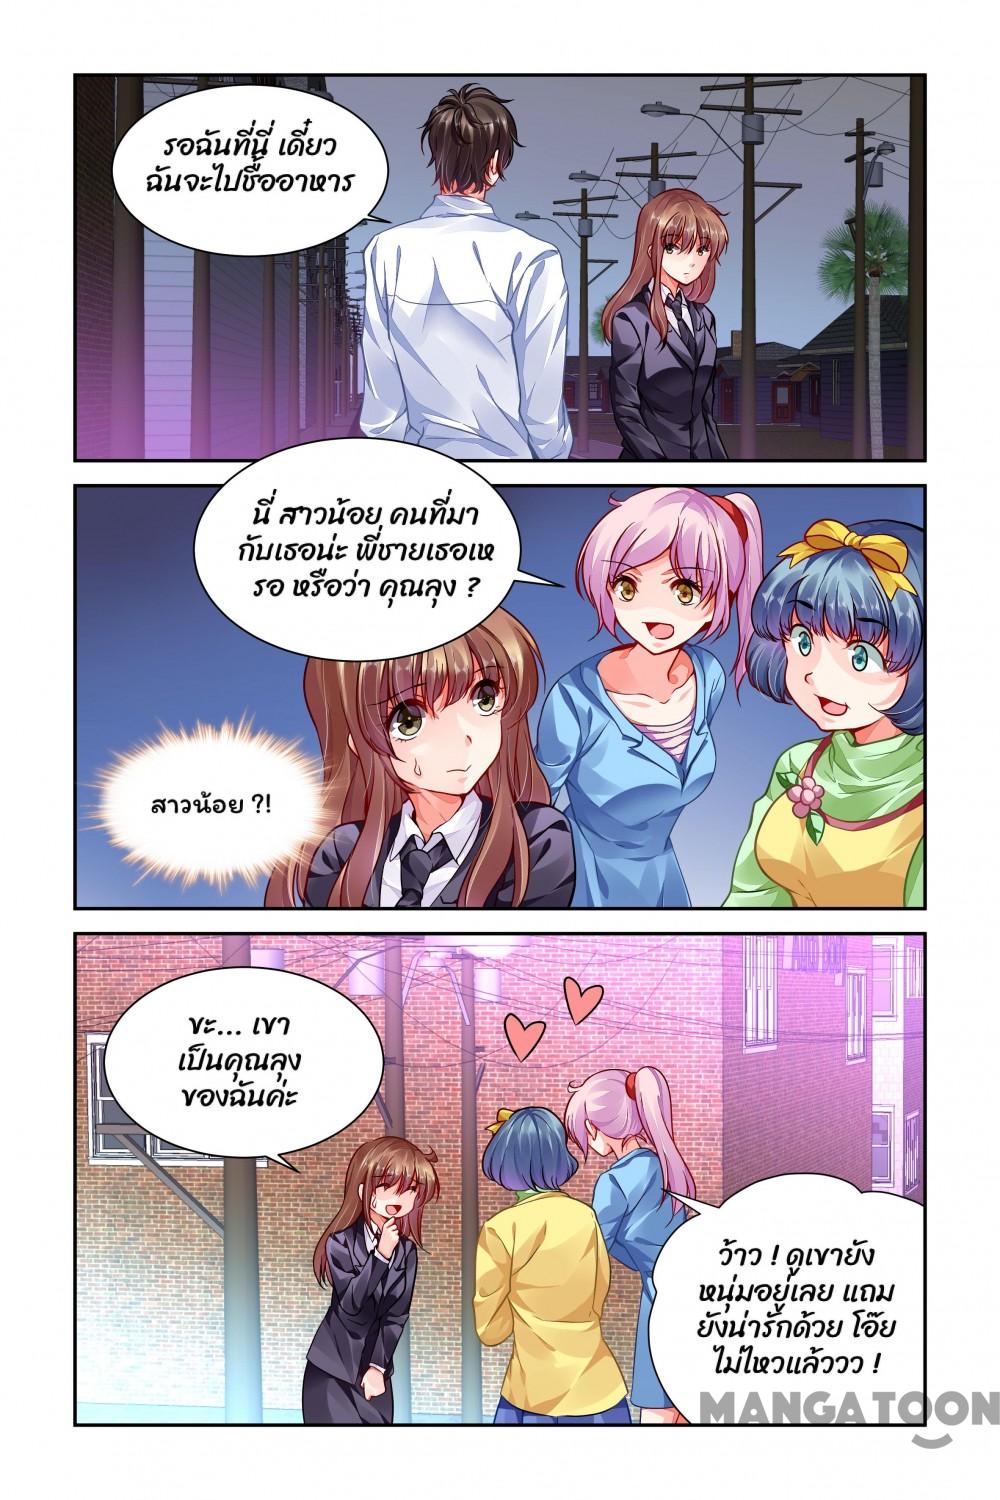 รอฉันที่นี่ เดี๋ยว
ฉันจะไปซื้ออาหาร
นี่ สาวน้อย คนที่มา
กับเธอน่ะ พี่ชายเธอเห
รอ หรือว่า คุณลุง ?
สาวน้อย ?!
ขะ... เขา
เป็นคุณลุง
ของฉันค่ะ
ว้าว ! ดูเขายัง
หนุ่มอยู่เลย แถม
ยังน่ารักด้วย โอ๊ย
ไม่ไหวแล้ววว !
MANGATOON